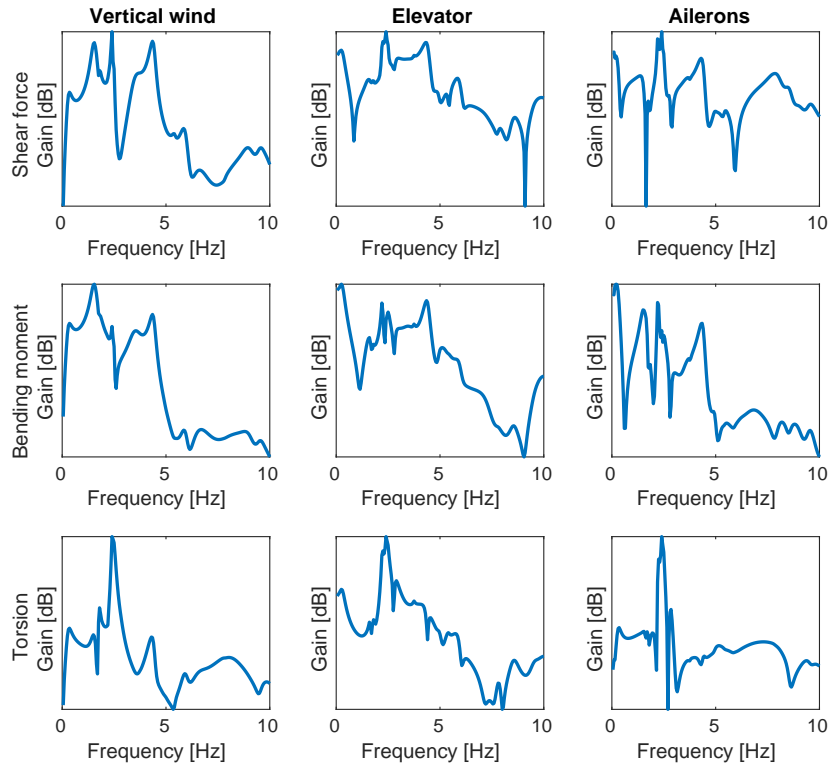 Vertical wind
Elevator
Ailerons
Shear force
Gain [dB]
0 5 10
Frequency [Hz]
Gain [dB]
0 5 10
Frequency [Hz]
Gain [dB]
0 5 10
Frequency [Hz]
Bending moment
Gain [dB]
0 5 10
Frequency [Hz]
Gain [dB]
0 5 10
Frequency [Hz]
Gain [dB]
0 5 10
Frequency [Hz]
Torsion
Gain [dB]
0 5 10
Frequency [Hz]
Gain [dB]
0 5 10
Frequency [Hz]
Gain [dB]
0 5 10
Frequency [Hz]